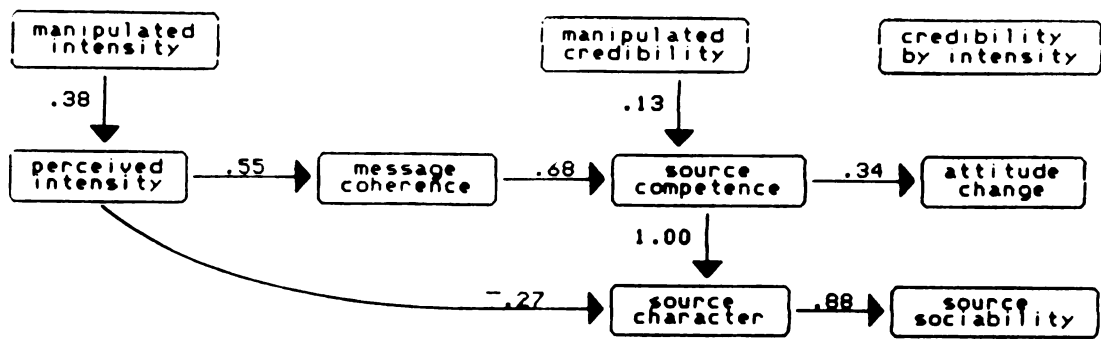 manipulated
intensity
manipulated
credibility
credibility
by intensity
.38
.13
perceived
intensity
.55
message
coherence
.68
source
competence
.34
attitude
change
1.00
-.27
source
character
.88
source
sociability